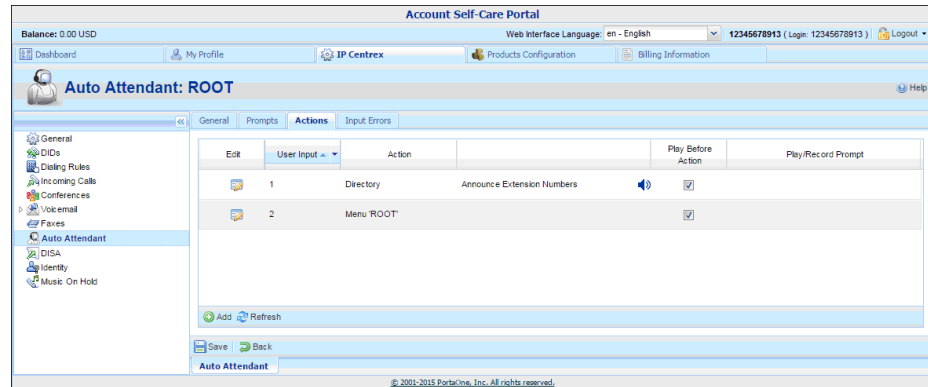 Account Self-Care Portal
Balance: 0.00 USD Web Interface Language: en - English 12345678913 ( Login: 12345678913 ) Logout
Dashboard My Profile IP Centrex Products Configuration Billing Information
Auto Attendant: ROOT Help
General Prompts Actions Input Errors
General
DIDs
Dialing Rules
Incoming Calls
Conferences
Voicemail
Faxes
Auto Attendant
DISA
Identity
Music On Hold
Edit User Input Action Play Before Action Play/Record Prompt
1 Directory Announce Extension Numbers
2 Menu 'ROOT'
Add Refresh
Save Back
Auto Attendant
© 2001-2015 PortaOne, Inc. All rights reserved.